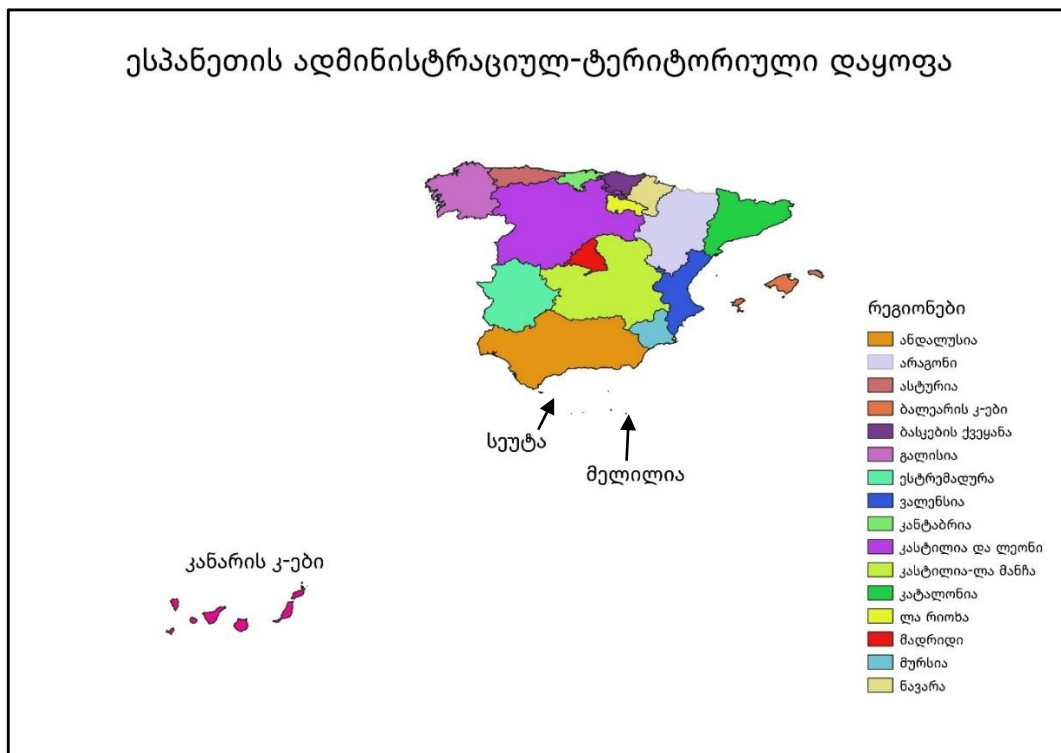 ესპანეთის ადმინისტრაციულ-ტერიტორიული დაყოფა
სეუტა
მელილია
კანარის კ-ები
რეგიონები
ანდალუსია
არაგონი
ასტურია
ბალეარის კ-ები
ბასკების ქვეყანა
გალისია
ესტრემადურა
ვალენსია
კანტაბრია
კასტილია და ლეონი
კასტილია-ლა მანჩა
კატალონია
ლა რიოხა
მადრიდი
მურსია
ნავარა